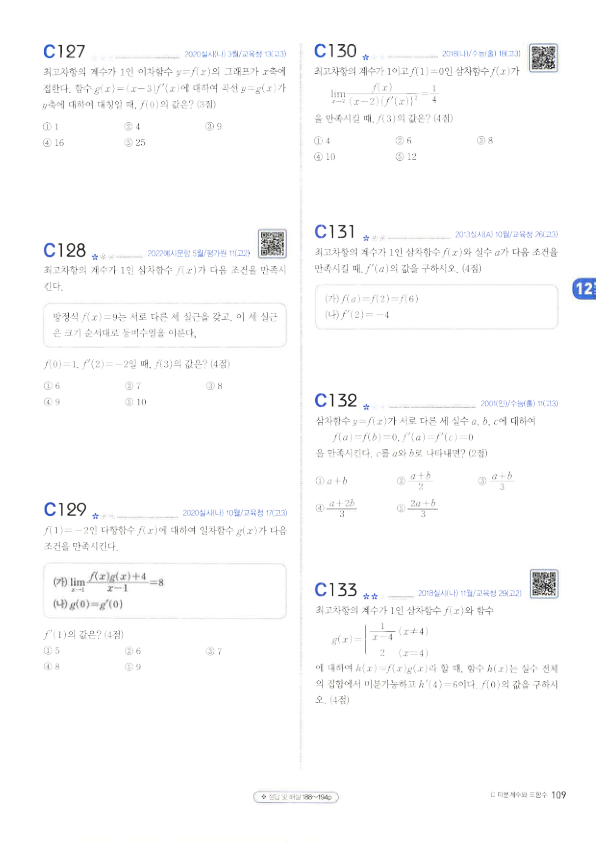 C127
2020실시(나) 3월/교육청 13(고3)
최고차항의 계수가 1인 이차함수 y=f(x)의 그래프가 x축에
접한다. 함수 g(x)=(x-3)f'(x)에 대하여 곡선 y=g(x)가
y축에 대하여 대칭일 때, f(0)의 값은? (3점)
① 1 ② 4 ③ 9
④ 16 ⑤ 25
C128
2022예시문항 5월/평가원 11(고2)
최고차항의 계수가 1인 삼차함수 f(x)가 다음 조건을 만족시
킨다.
방정식 f(x)=9는 서로 다른 세 실근을 갖고, 이 세 실근
은 크기 순서대로 등비수열을 이룬다.
f(0)=1, f'(2)=-2일 때, f(3)의 값은? (4점)
① 6 ② 7 ③ 8
④ 9 ⑤ 10
C129
2020실시(나) 10월/교육청 17(고3)
f(1)=-2인 다항함수 f(x)에 대하여 일차함수 g(x)가 다음
조건을 만족시킨다.
(가) lim x→1 f(x)g(x)+4 / x-1 =8
(나) g(0)=g'(0)
f'(1)의 값은? (4점)
① 5 ② 6 ③ 7
④ 8 ⑤ 9
C130
2018(나)/수능(홀) 18(고3)
최고차항의 계수가 1이고 f(1)=0인 삼차함수 f(x)가
lim x→2 f(x) / (x-2){f'(x)}² = 1/4
을 만족시킬 때, f(3)의 값은? (4점)
① 4 ② 6 ③ 8
④ 10 ⑤ 12
C131
2013실시(A) 10월/교육청 26(고3)
최고차항의 계수가 1인 삼차함수 f(x)와 실수 a가 다음 조건을
만족시킬 때, f'(a)의 값을 구하시오. (4점)
(가) f(a)=f(2)=f(6)
(나) f'(2)=-4
12
C132
2001(인)/수능(홀) 11(고3)
삼차함수 y=f(x)가 서로 다른 세 실수 a, b, c에 대하여
f(a)=f(b)=0, f'(a)=f'(c)=0
을 만족시킨다. c를 a와 b로 나타내면? (2점)
① a+b ② a+b/2 ③ a+b/3
④ a+2b/3 ⑤ 2a+b/3
C133
2018실시(나) 11월/교육청 29(고2)
최고차항의 계수가 1인 삼차함수 f(x)와 함수
g(x)= { 1/x-4 (x≠4)
2 (x=4)
에 대하여 h(x)=f(x)g(x)라 할 때, 함수 h(x)는 실수 전체
의 집합에서 미분가능하고 h'(4)=6이다. f(0)의 값을 구하시
오. (4점)
정답 및 해설 188~194p
C 미분계수와 도함수 109